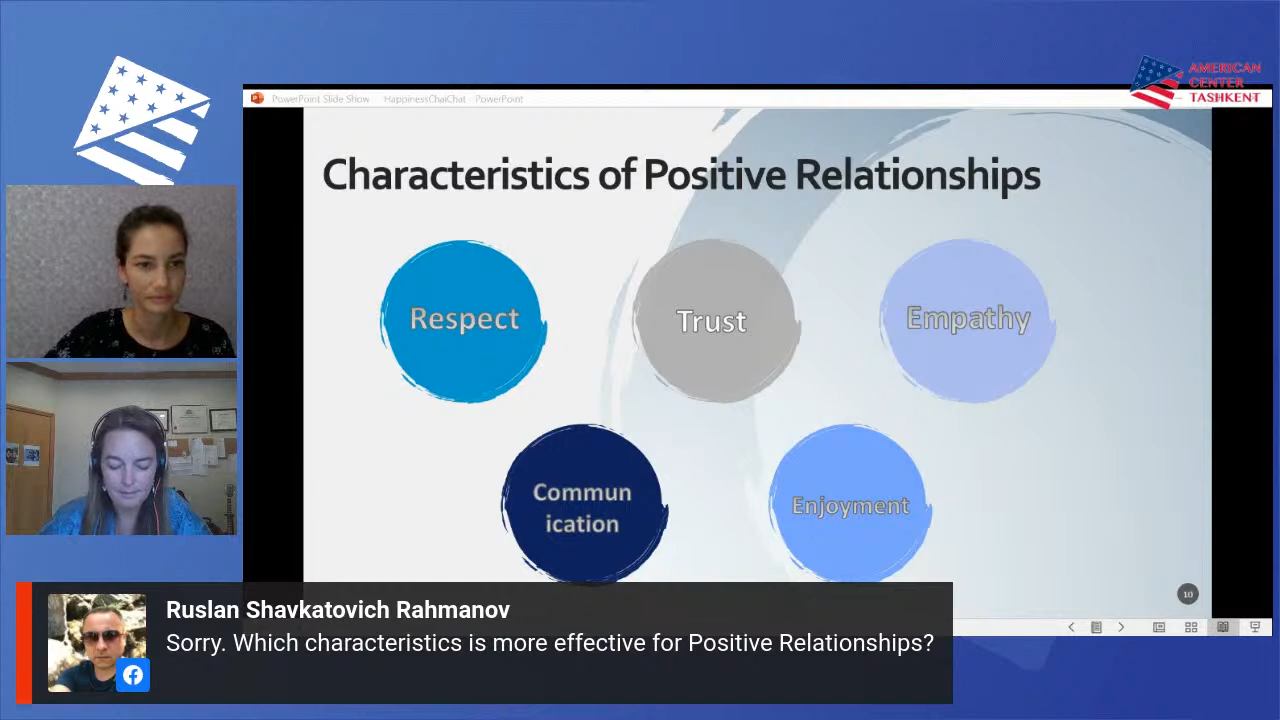 AMERICAN
CENTER
TASHKENT
PowerPoint Slide Show HappinessChaiChat PowerPoint
Characteristics of Positive Relationships
Respect
Trust
Empathy
Commun
ication
Enjoyment
10
Ruslan Shavkatovich Rahmanov
Sorry. Which characteristics is more effective for Positive Relationships?